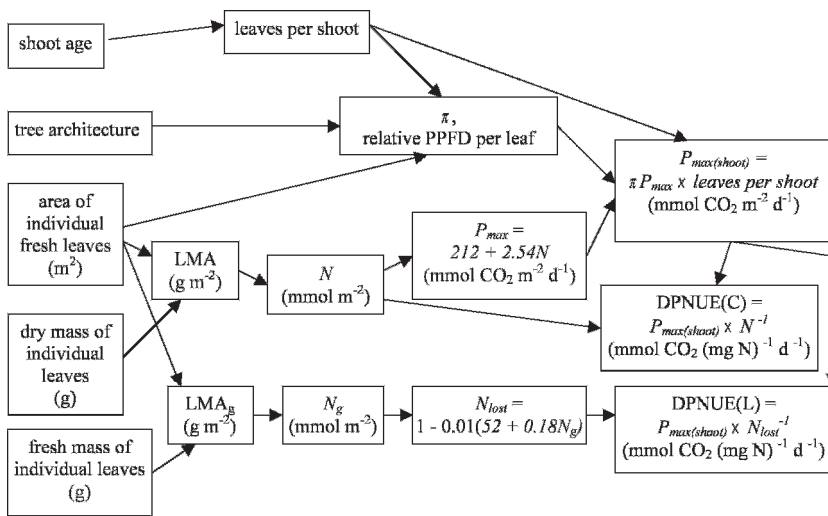 shoot age
leaves per shoot
tree architecture
π,
relative PPFD per leaf
P_max(shoot) =
π P_max x leaves per shoot
(mmol CO₂ m⁻² d⁻¹)
area of
individual
fresh leaves
(m²)
LMA
(g m⁻²)
N
(mmol m⁻²)
P_max =
212 + 2.54N
(mmol CO₂ m⁻² d⁻¹)
dry mass of
individual
leaves
(g)
DPNUE(C) =
P_max(shoot) x N⁻¹
(mmol CO₂ (mg N)⁻¹ d⁻¹)
fresh mass of
individual leaves
(g)
LMA_g
(g m⁻²)
N_g
(mmol m⁻²)
N_lost =
1 - 0.01(52 + 0.18N_g)
DPNUE(L) =
P_max(shoot) x N_lost⁻¹
(mmol CO₂ (mg N)⁻¹ d⁻¹)